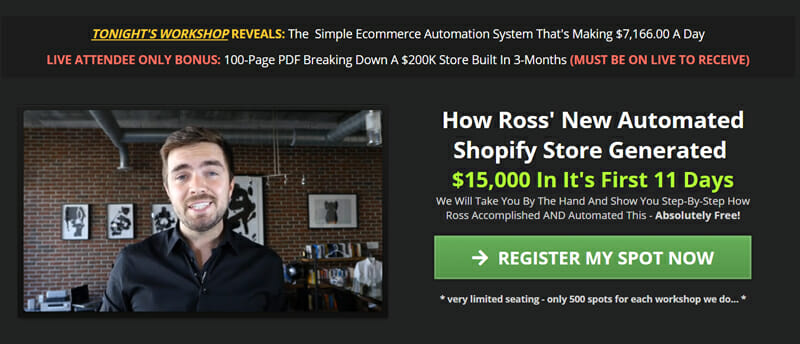 TONIGHT'S WORKSHOP REVEALS: The Simple Ecommerce Automation System That's Making $7,166.00 A Day
LIVE ATTENDEE ONLY BONUS: 100-Page PDF Breaking Down A $200K Store Built In 3-Months (MUST BE ON LIVE TO RECEIVE)
How Ross' New Automated
Shopify Store Generated
$15,000 In It's First 11 Days
We Will Take You By The Hand And Show You Step-By-Step How
Ross Accomplished AND Automated This - Absolutely Free!
→ REGISTER MY SPOT NOW
* very limited seating - only 500 spots for each workshop we do... *